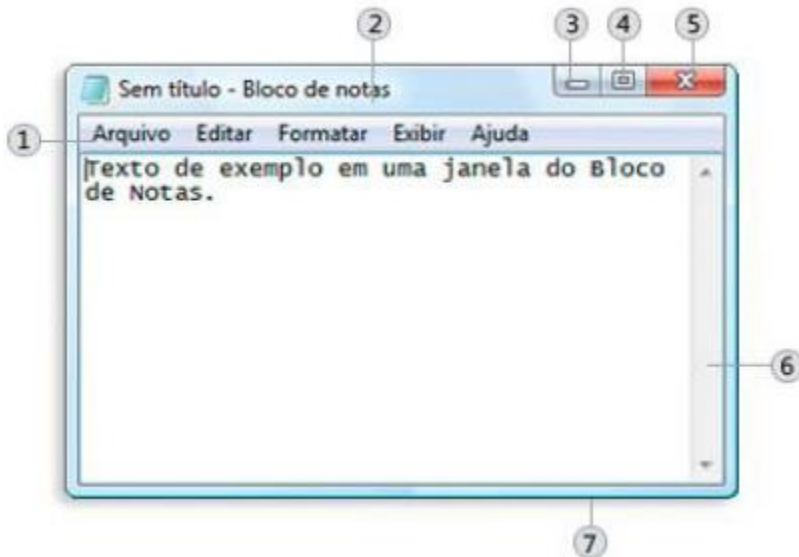 2 3 4 5
Sem título - Bloco de notas
1 Arquivo Editar Formatar Exibir Ajuda
Texto de exemplo em uma janela do Bloco
de Notas.
6
7